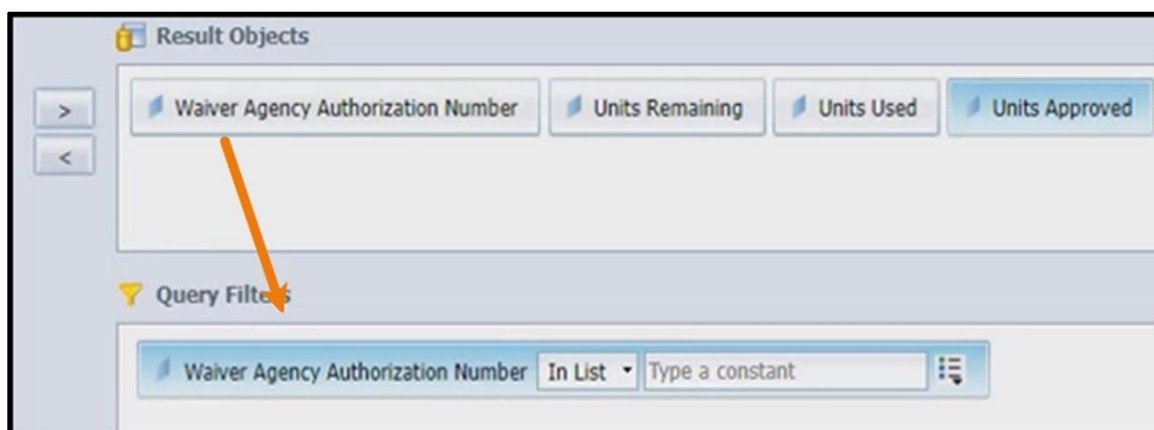 Result Objects
>
Waiver Agency Authorization Number Units Remaining Units Used Units Approved
<
Query Filters
Waiver Agency Authorization Number In List Type a constant